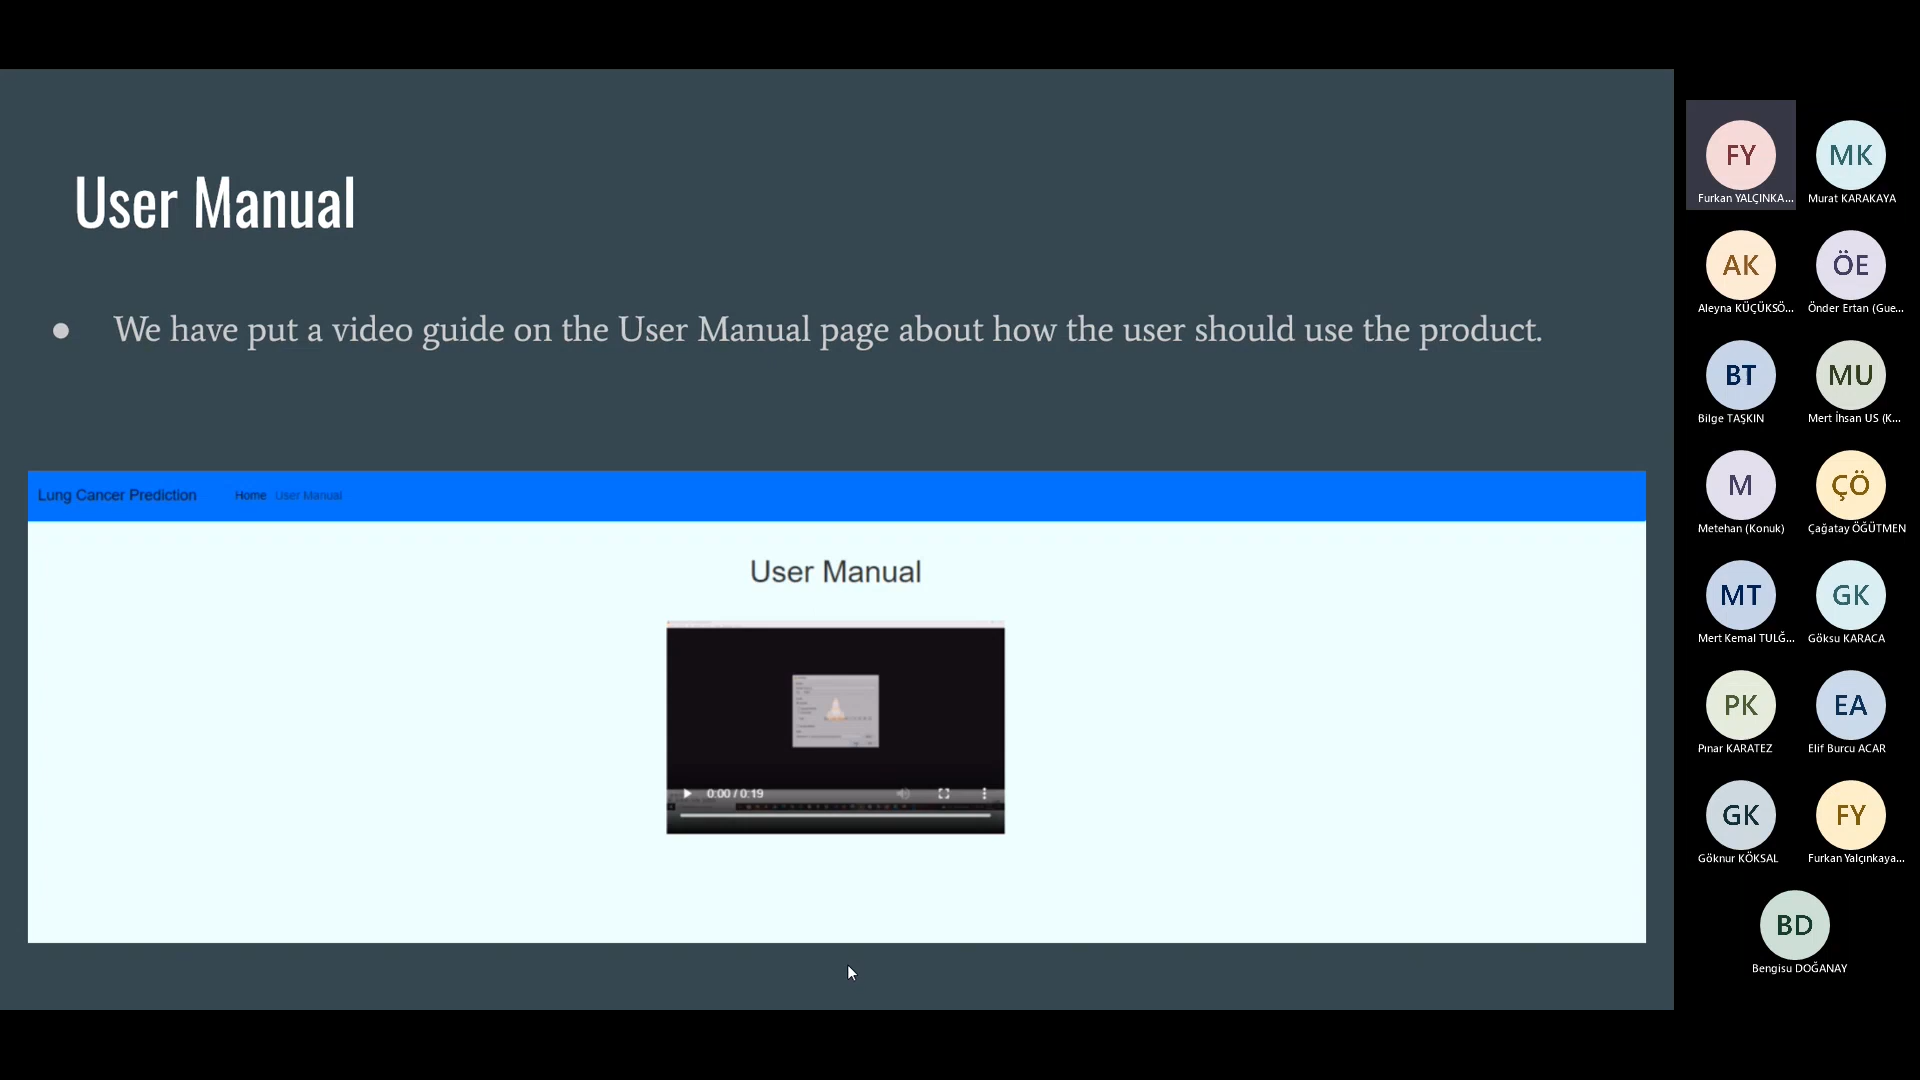 User Manual
● We have put a video guide on the User Manual page about how the user should use the product.
Lung Cancer Prediction Home User Manual
User Manual
0:00 / 0:19
FY MK
Furkan YALÇINKA... Murat KARAKAYA
AK ÖE
Aleyna KÜÇÜKSÖ... Önder Ertan (Gue...
BT MU
Bilge TAŞKIN Mert İhsan US (K...
M ÇÖ
Metehan (Konuk) Çağatay ÖĞÜTMEN
MT GK
Mert Kemal TULĞ... Göksu KARACA
PK EA
Pınar KARATEZ Elif Burcu ACAR
GK FY
Göknur KÖKSAL Furkan Yalçınkaya...
BD
Bengisu DOĞANAY